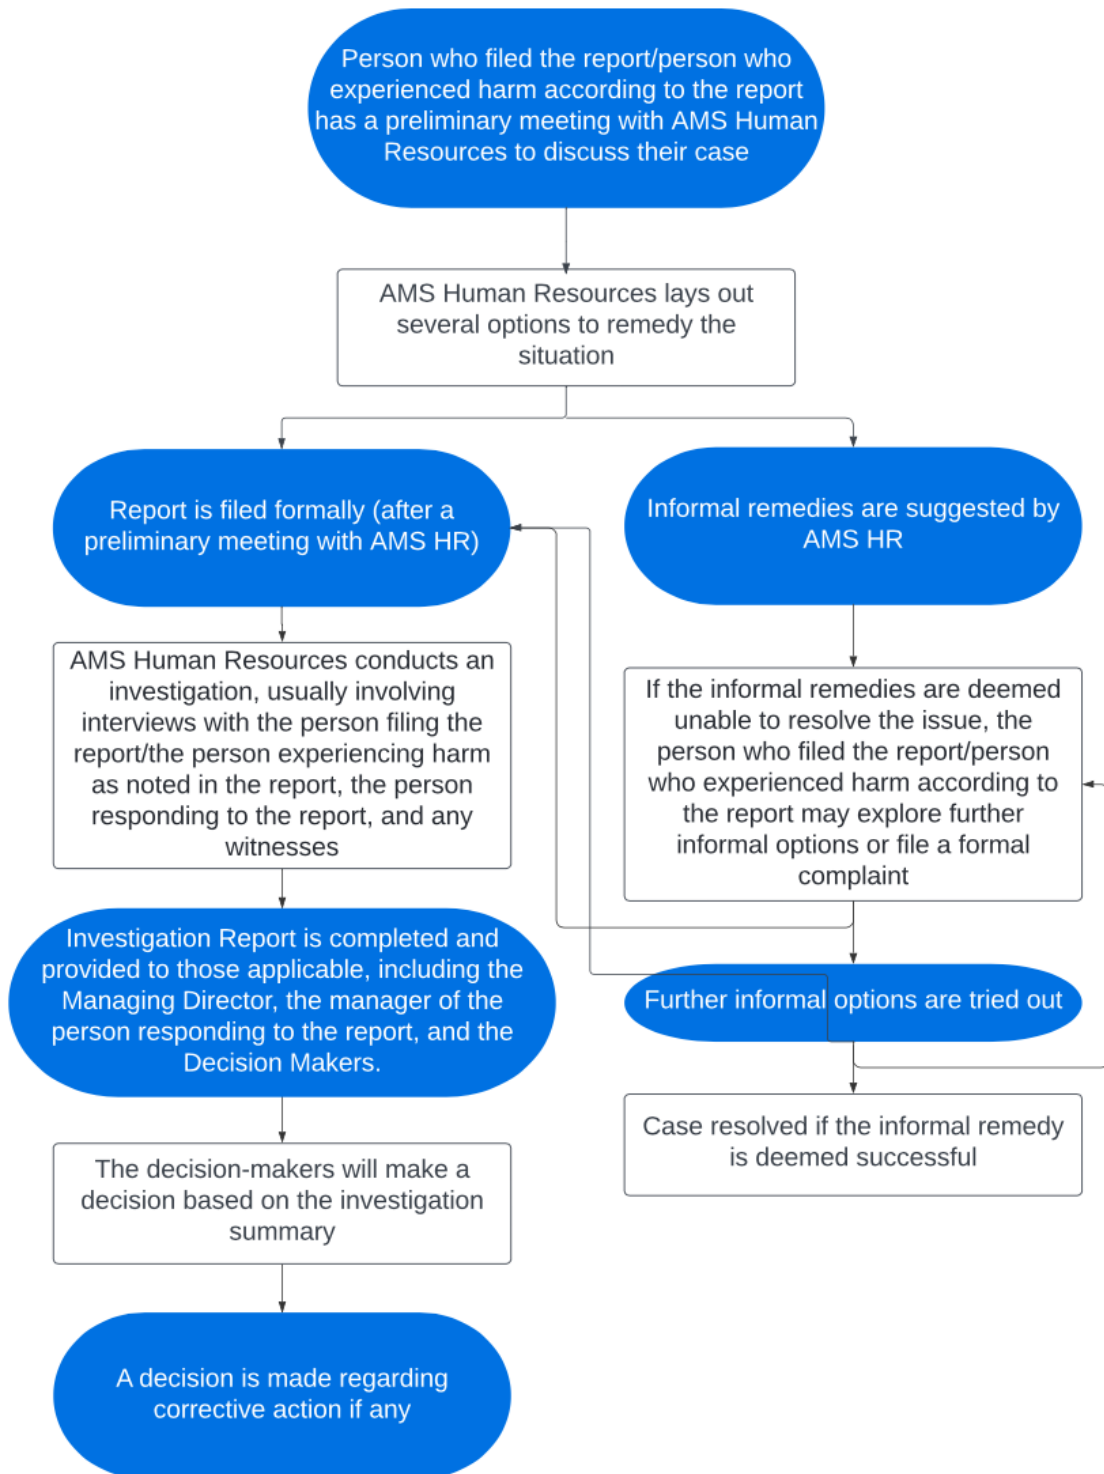 Person who filed the report/person who
experienced harm according to the report
has a preliminary meeting with AMS Human
Resources to discuss their case
AMS Human Resources lays out
several options to remedy the
situation
Report is filed formally (after a
preliminary meeting with AMS HR)
Informal remedies are suggested by
AMS HR
AMS Human Resources conducts an
investigation, usually involving
interviews with the person filing the
report/the person experiencing harm
as noted in the report, the person
responding to the report, and any
witnesses
If the informal remedies are deemed
unable to resolve the issue, the
person who filed the report/person
who experienced harm according to
the report may explore further
informal options or file a formal
complaint
Investigation Report is completed and
provided to those applicable, including the
Managing Director, the manager of the
person responding to the report, and the
Decision Makers.
Further informal options are tried out
The decision-makers will make a
decision based on the investigation
summary
Case resolved if the informal remedy
is deemed successful
A decision is made regarding
corrective action if any